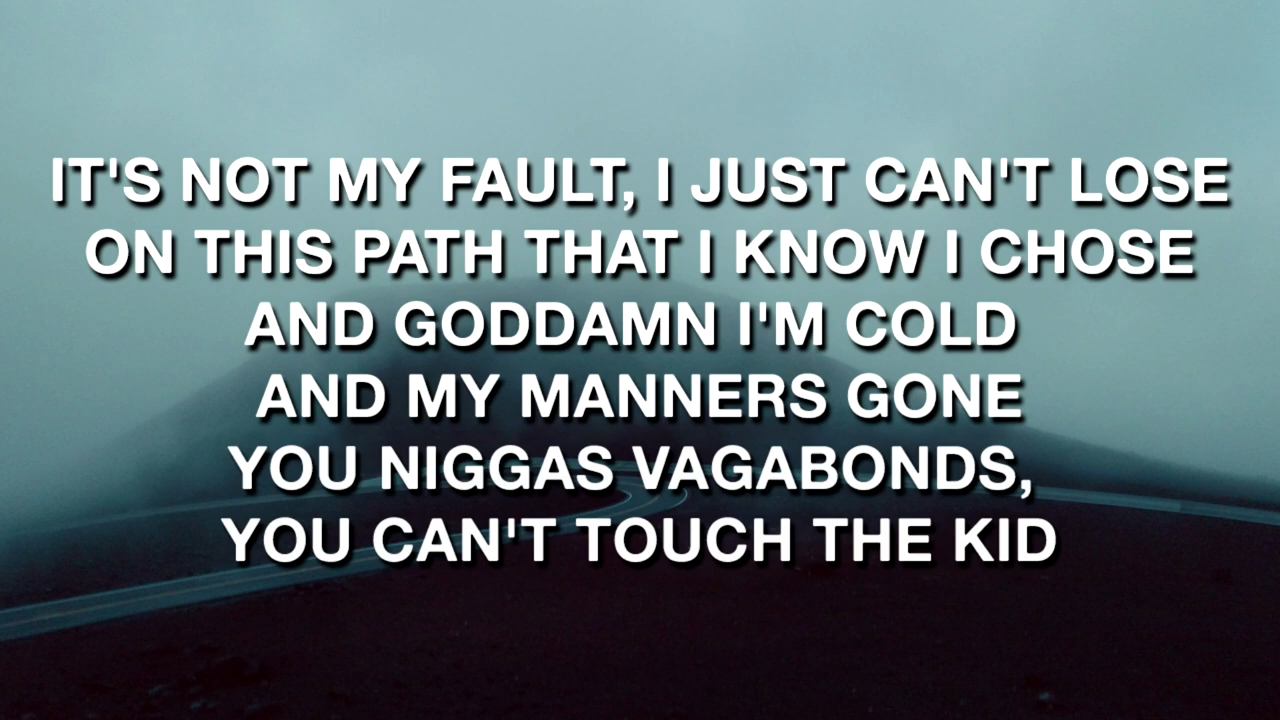 IT'S NOT MY FAULT, I JUST CAN'T LOSE
ON THIS PATH THAT I KNOW I CHOSE
AND GODDAMN I'M COLD
AND MY MANNERS GONE
YOU NIGGAS VAGABONDS,
YOU CAN'T TOUCH THE KID